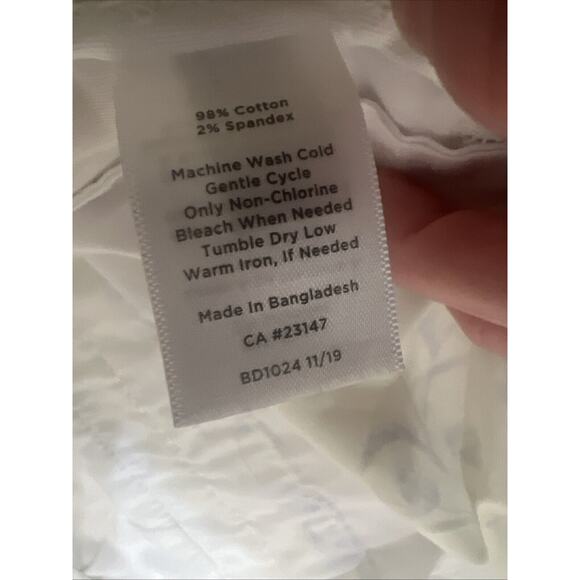 98% Cotton
2% Spandex
Machine Wash Cold
Gentle Cycle
Only Non-Chlorine
Bleach When Needed
Tumble Dry Low
Warm Iron, If Needed
Made In Bangladesh
CA #23147
BD1024 11/19